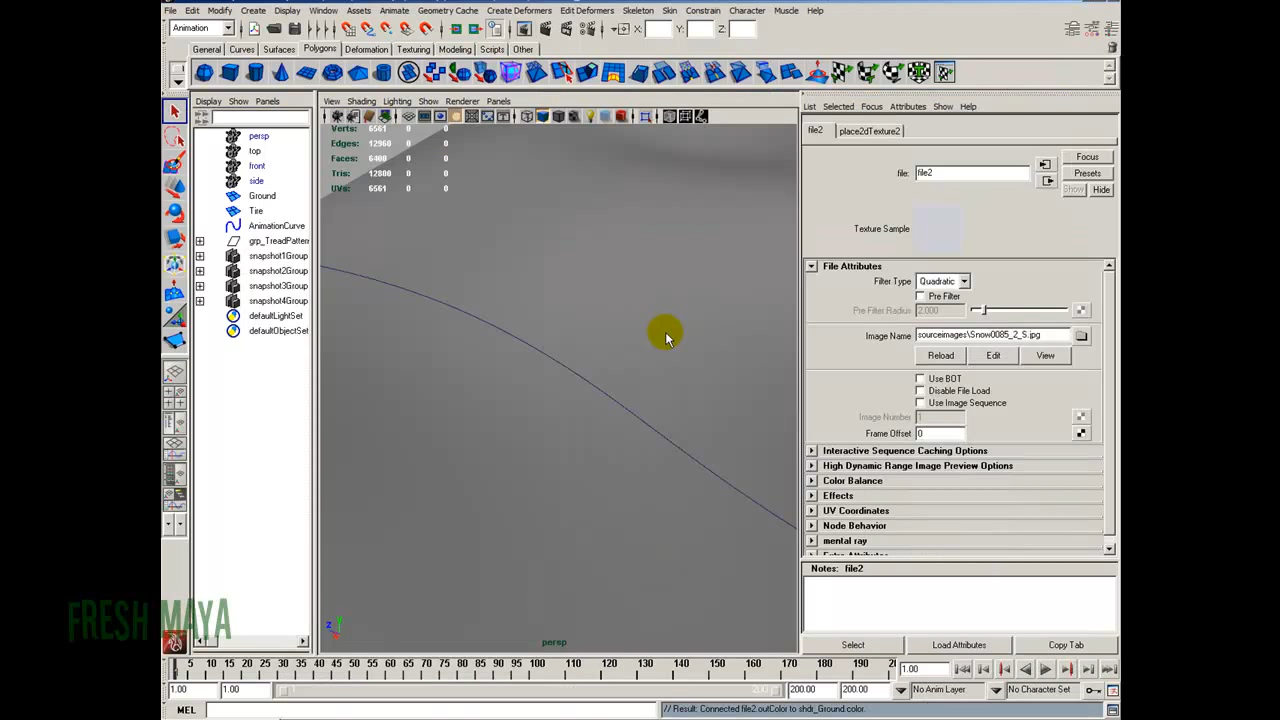 File Edit Modify Create Display Window Assets Animate Geometry Cache Create Deformers Edit Deformers Skeleton Skin Constrain Character Muscle Help
Animation X: Y: Z:
General Curves Surfaces Polygons Deformation Texturing Modeling Scripts Other
Display Show Panels
View Shading Lighting Show Renderer Panels
List Selected Focus Attributes Show Help
persp
top
front
side
Ground
Tire
AnimationCurve
grp_TreadPattern
snapshot1Group
snapshot2Group
snapshot3Group
snapshot4Group
defaultLightSet
defaultObjectSet
Verts: 6561 0 0
Edges: 12960 0 0
Faces: 6400 0 0
Tris: 12800 0 0
UVs: 6561 0 0
z y
persp
file2 place2dTexture2
file: file2
Focus
Presets
Show Hide
Texture Sample
File Attributes
Filter Type Quadratic
Pre Filter
Pre Filter Radius 2.000
Image Name sourceimages\Snow0085_2_S.jpg
Reload Edit View
Use BOT
Disable File Load
Use Image Sequence
Image Number 1
Frame Offset 0
Interactive Sequence Caching Options
High Dynamic Range Image Preview Options
Color Balance
Effects
UV Coordinates
Node Behavior
mental ray
Notes: file2
Select Load Attributes Copy Tab
FRESH MAYA
5 10 15 20 25 30 35 40 45 50 55 60 65 70 75 80 85 90 95 100 110 120 130 140 150 160 170 180 190 2 1.00
1.00 1.00 200 200.00 200.00 No Anim Layer No Character Set
MEL // Result: Connected file2.outColor to shdr_Ground.color.